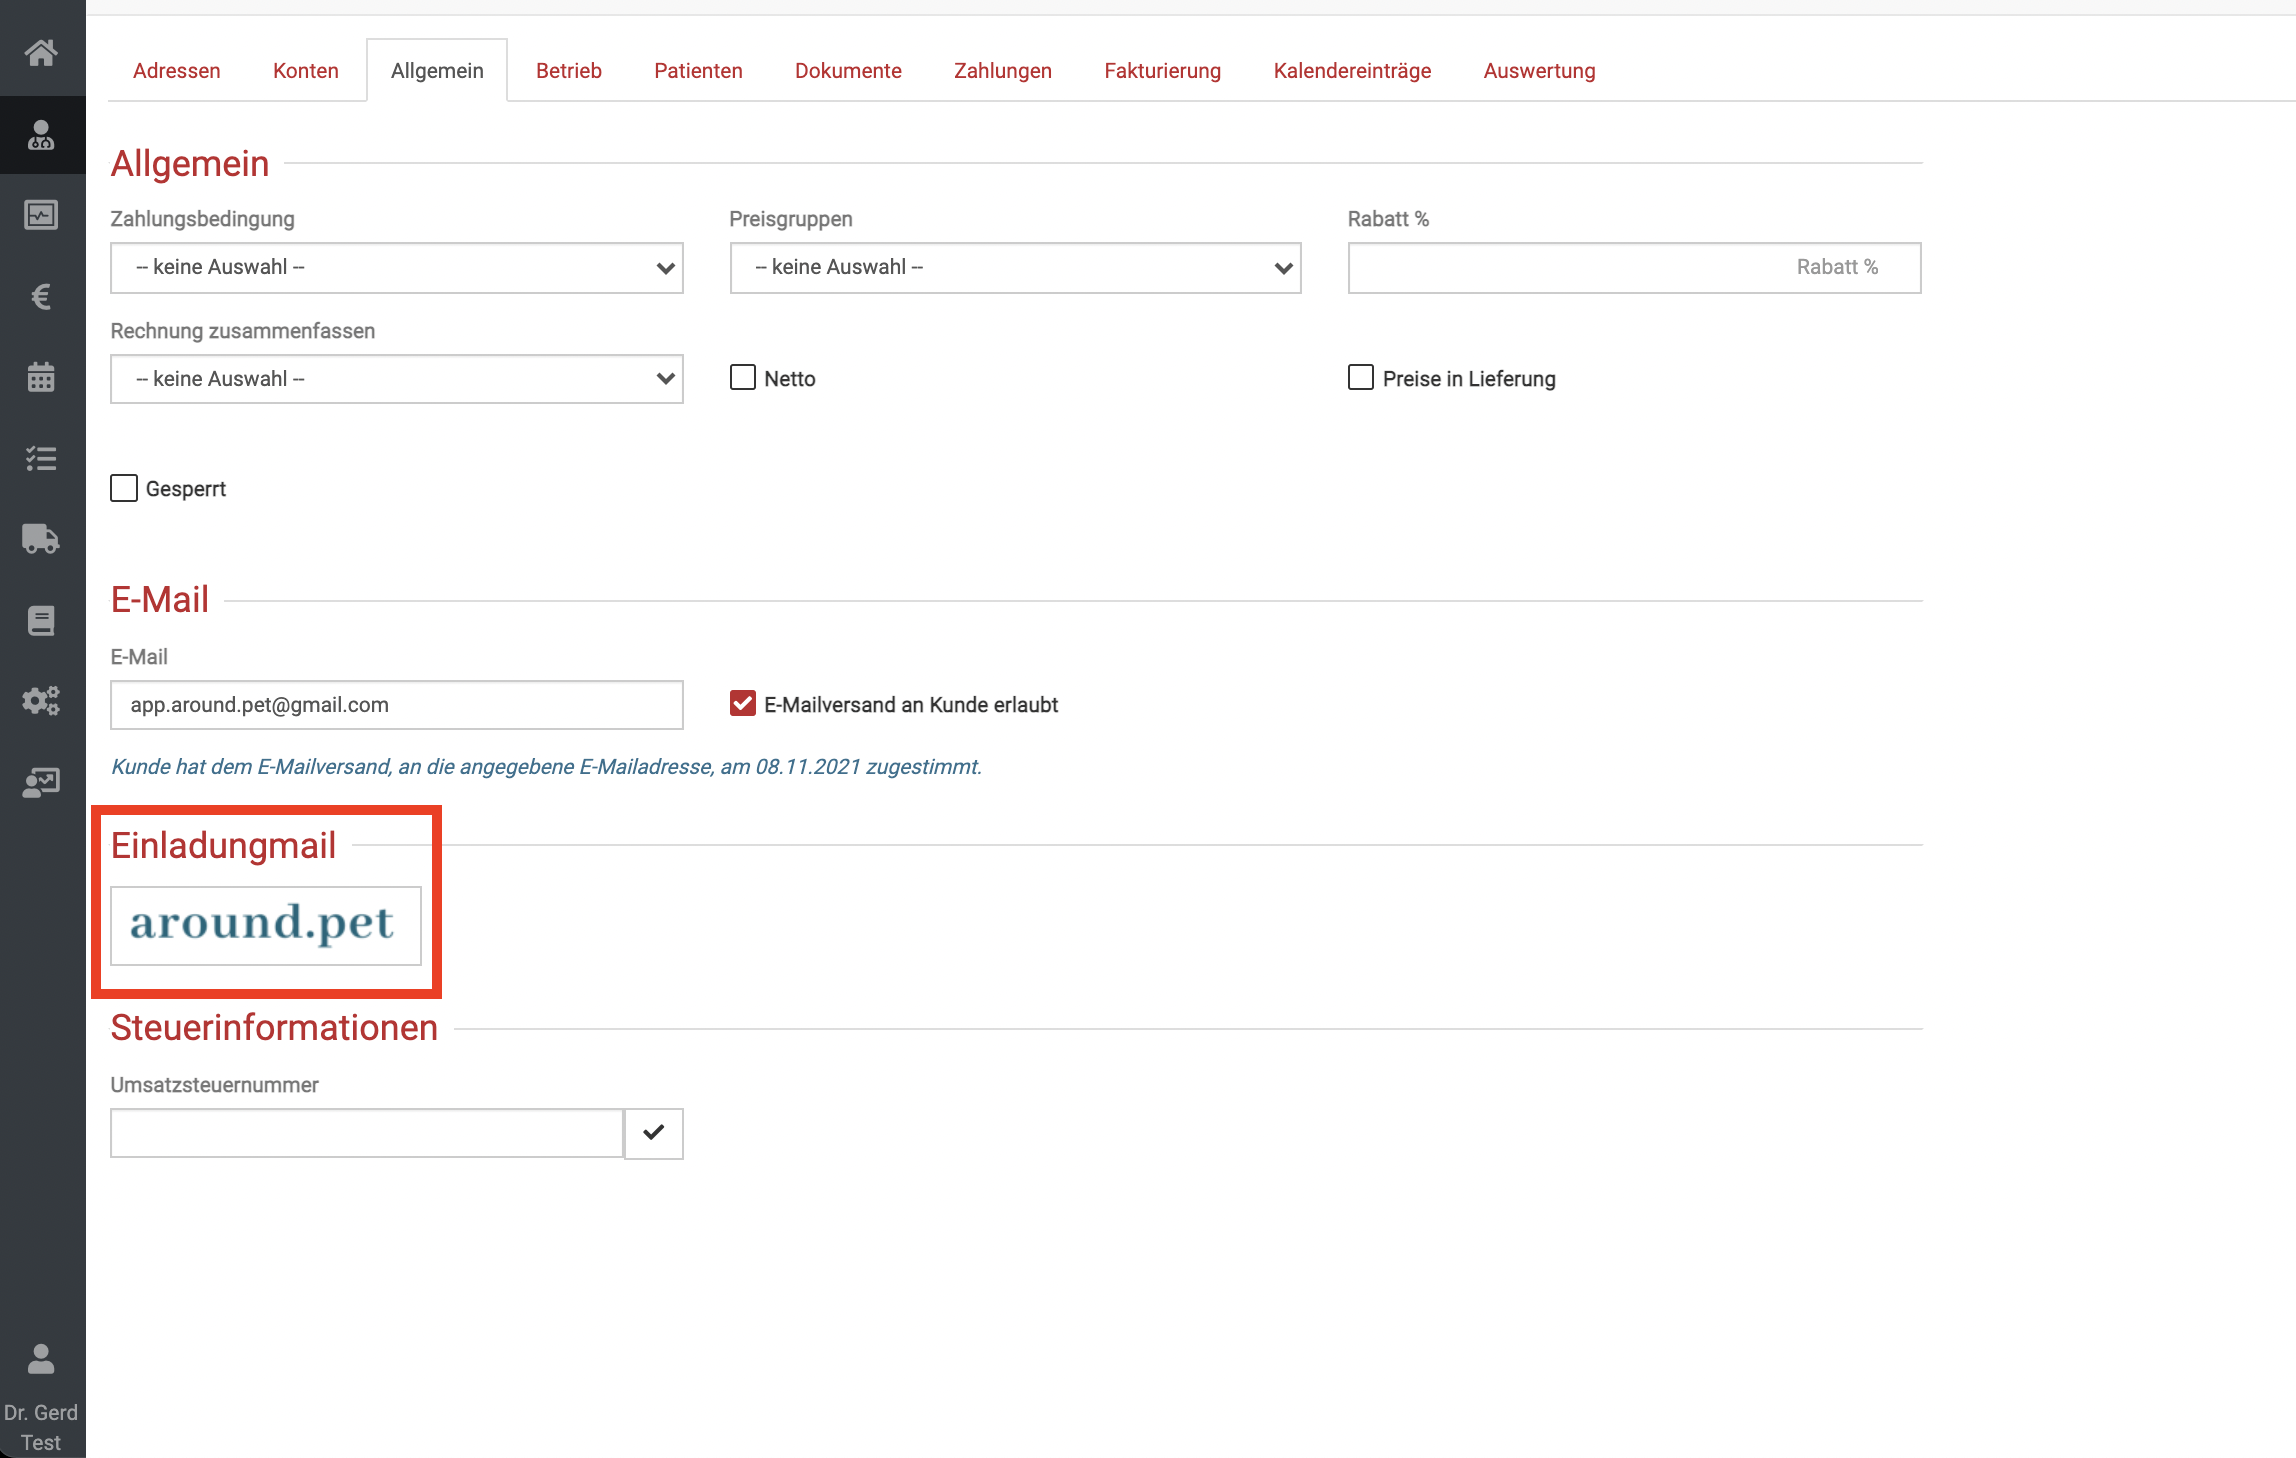 Adressen Konten Allgemein Betrieb Patienten Dokumente Zahlungen Fakturierung Kalendereinträge Auswertung
Allgemein
Zahlungsbedingung Preisgruppen Rabatt %
-- keine Auswahl -- -- keine Auswahl -- Rabatt %
Rechnung zusammenfassen
-- keine Auswahl -- Netto Preise in Lieferung
Gesperrt
E-Mail
E-Mail
app.around.pet@gmail.com E-Mailversand an Kunde erlaubt
Kunde hat dem E-Mailversand, an die angegebene E-Mailadresse, am 08.11.2021 zugestimmt.
Einladungmail
around.pet
Steuerinformationen
Umsatzsteuernummer
Dr. Gerd
Test